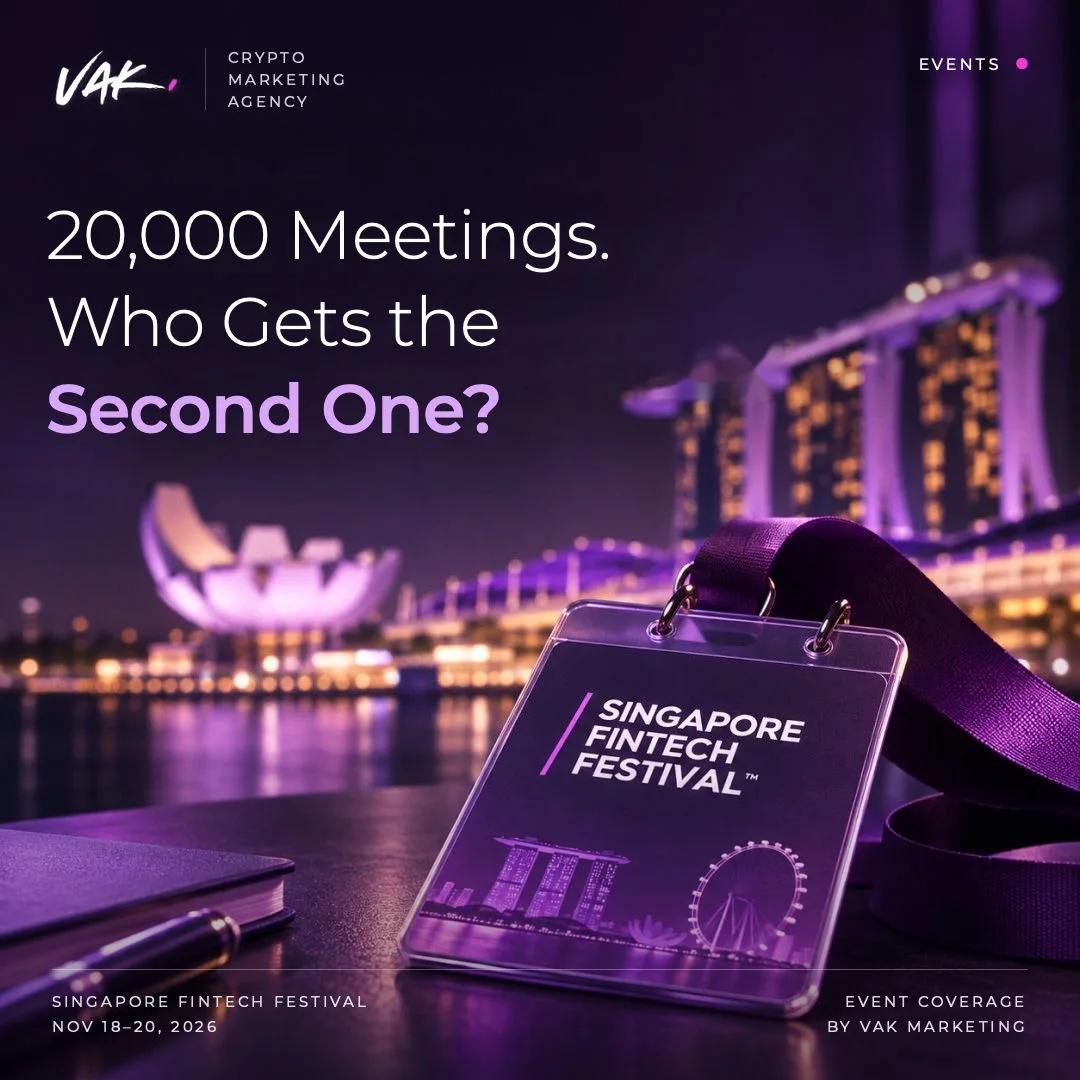 VAK.
CRYPTO
MARKETING
AGENCY
EVENTS
20,000 Meetings.
Who Gets the
Second One?
SINGAPORE
FINTECH
FESTIVAL™
SINGAPORE FINTECH FESTIVAL
NOV 18–20, 2026
EVENT COVERAGE
BY VAK MARKETING